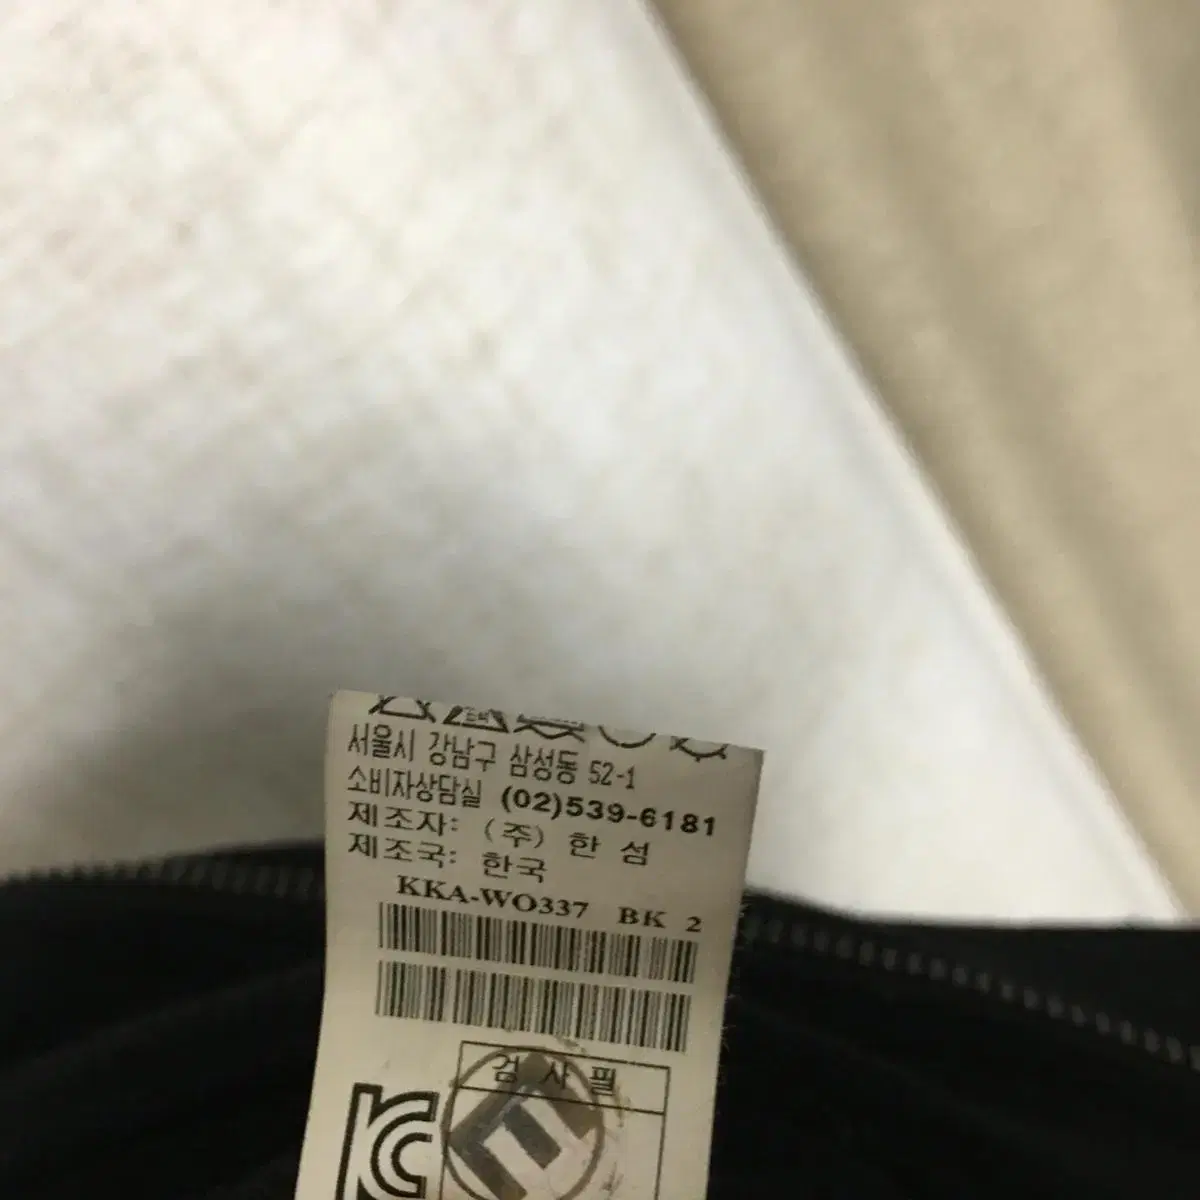 서울시 강남구 삼성동 52-1
소비자상담실 (02)539-6181
제조자: (주) 한 섬
제조국: 한국
KKA-WO337 BK 2
검 사 필
KC